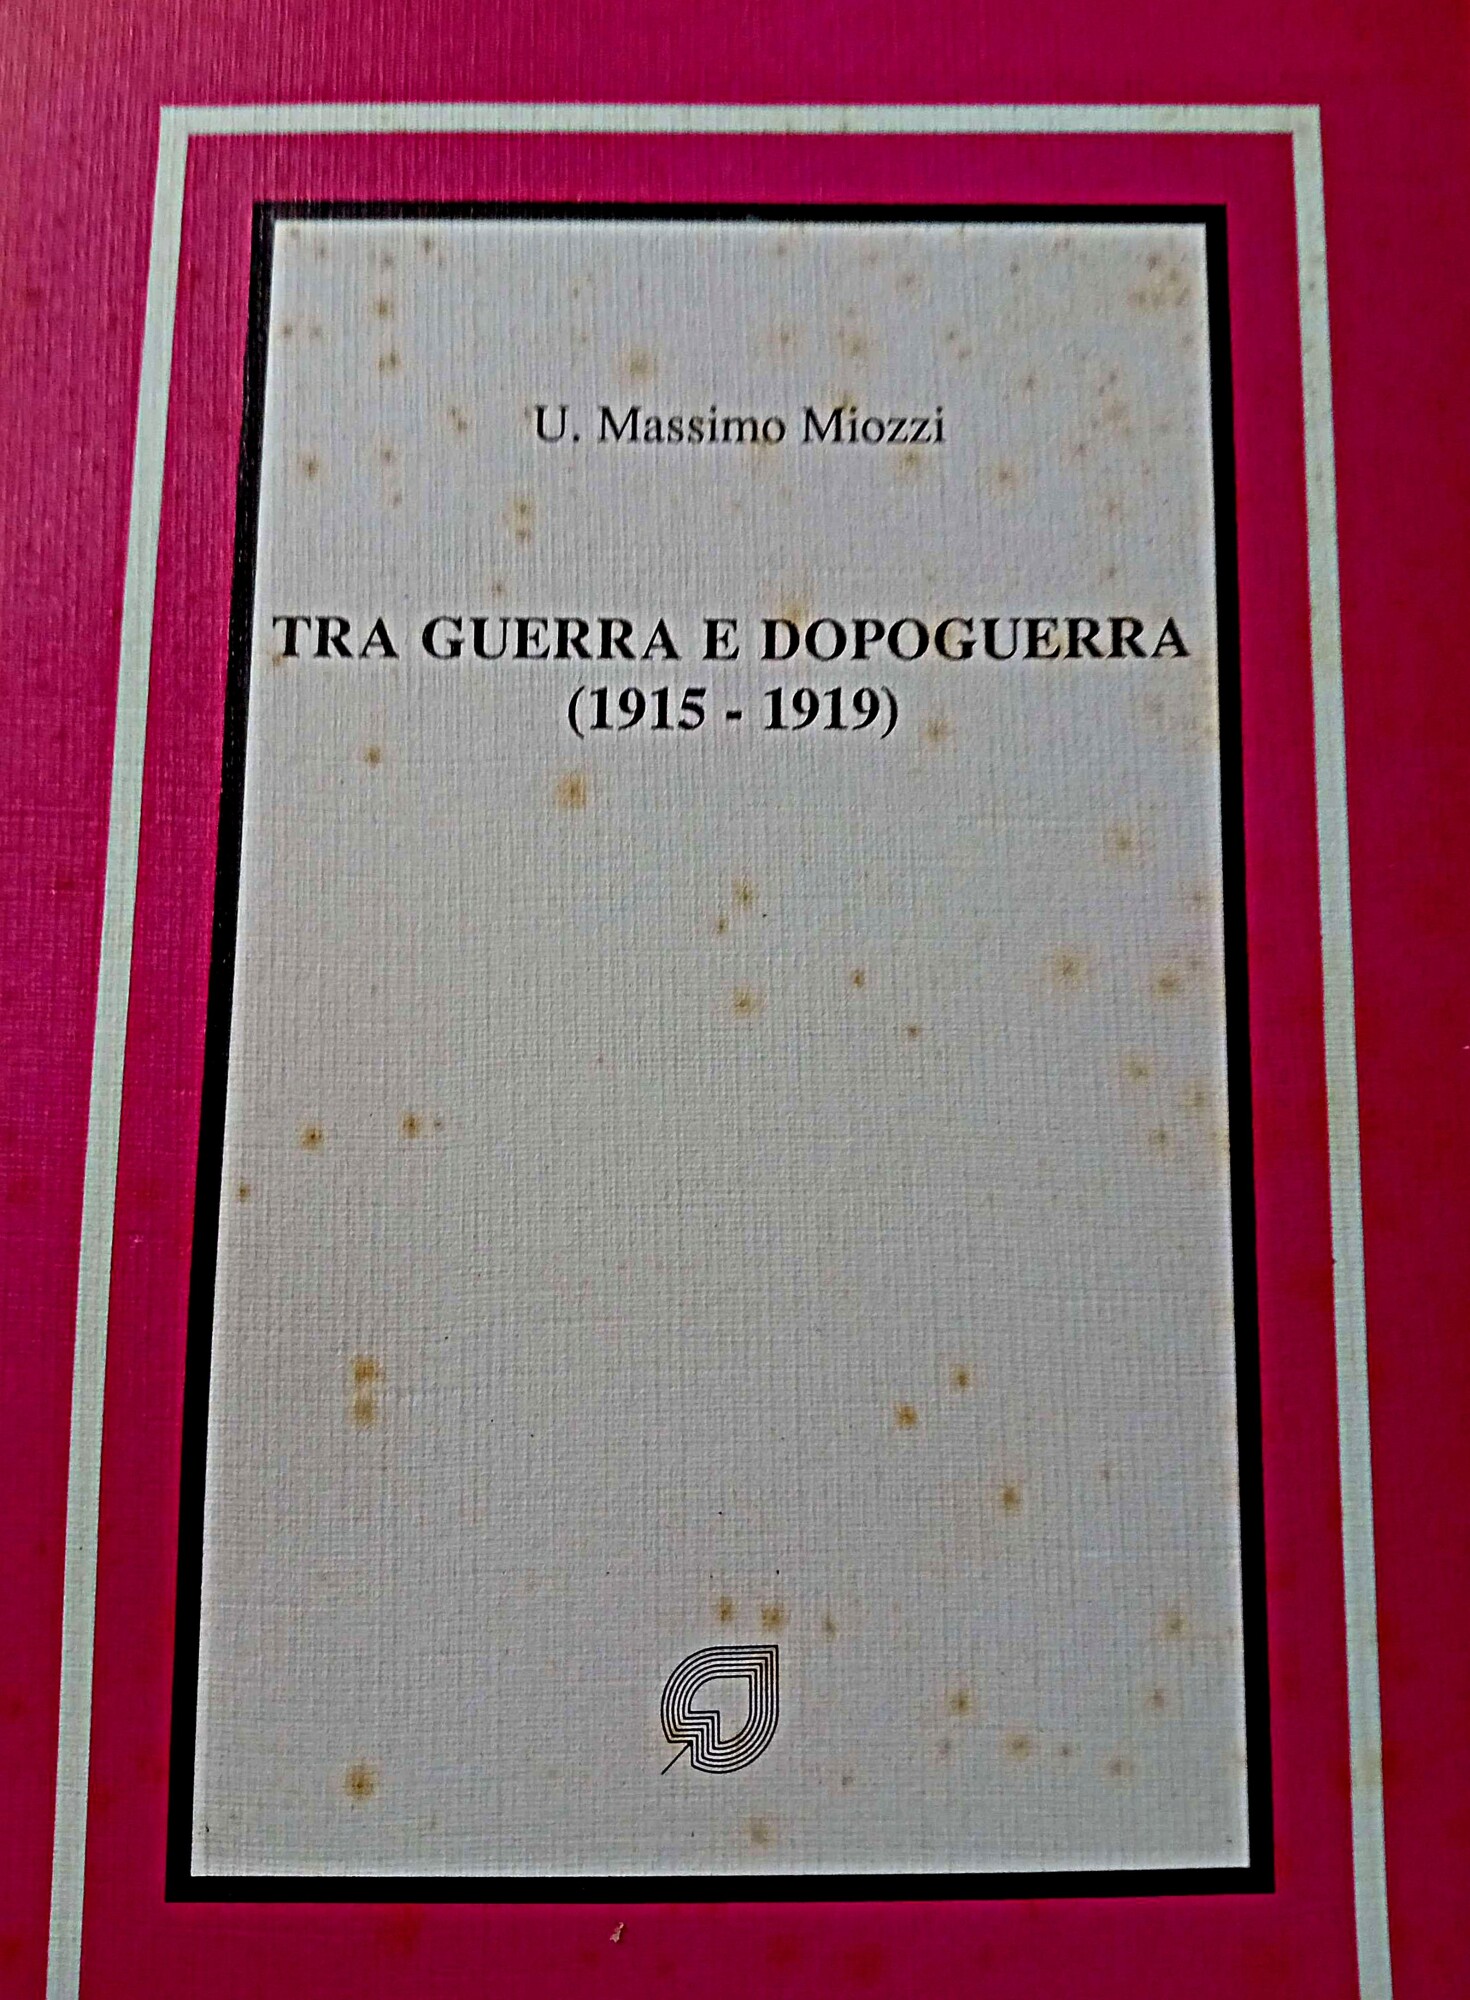 U. Massimo Miozzi
TRA GUERRA E DOPOGUERRA
(1915 - 1919)